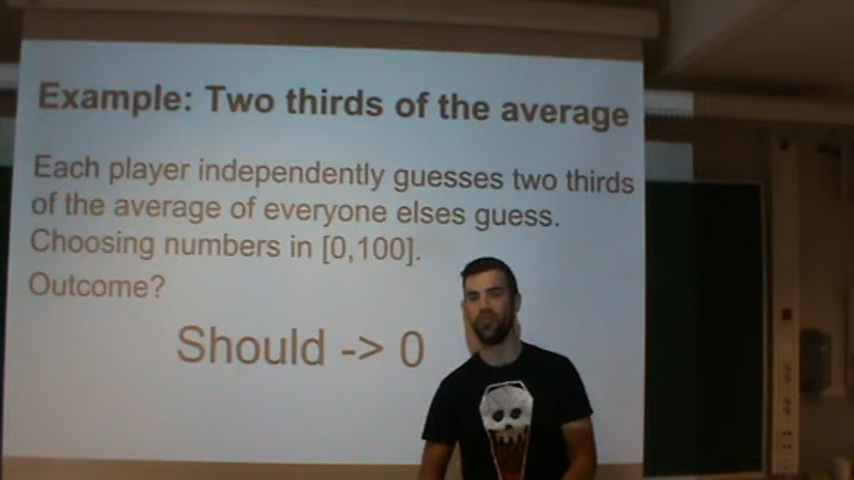 Example: Two thirds of the average
Each player independently guesses two thirds
of the average of everyone elses guess.
Choosing numbers in [0,100].
Outcome?
Should -> 0